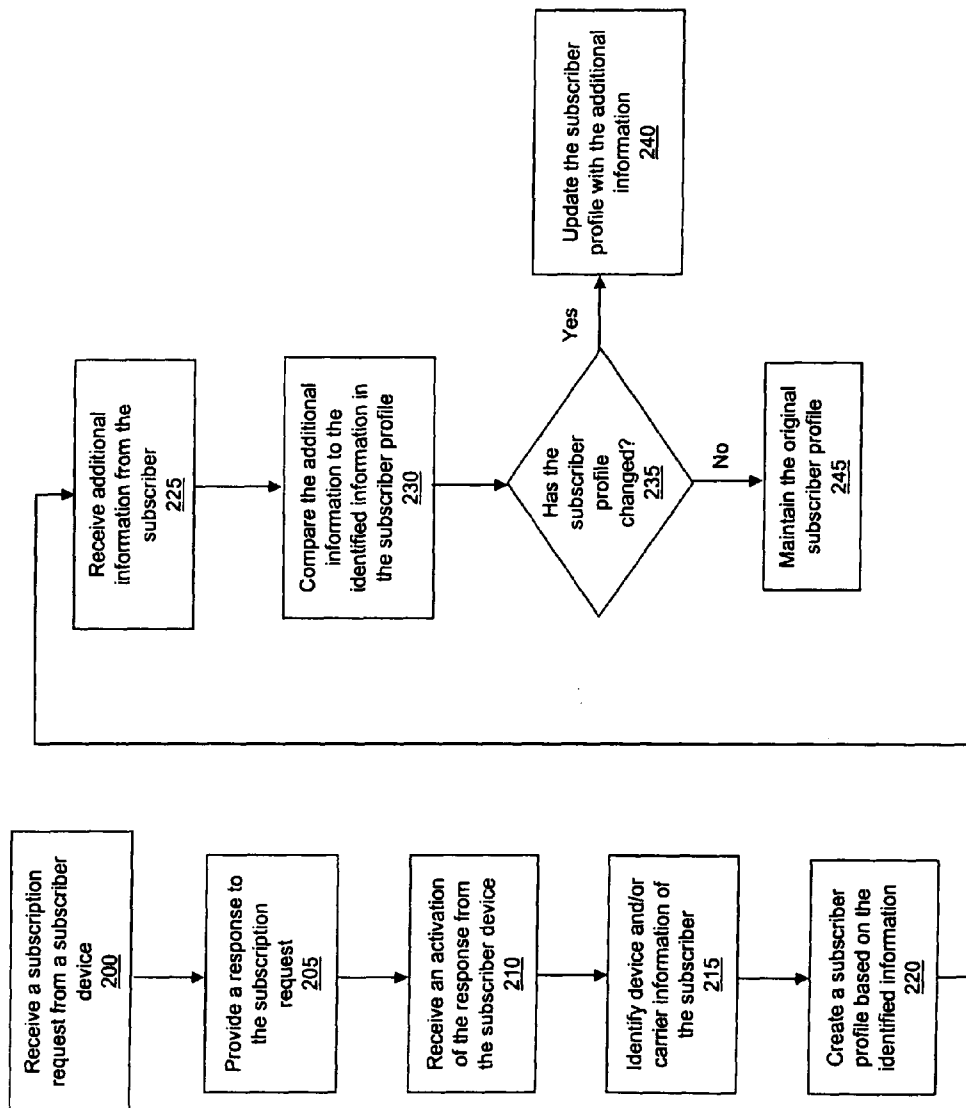 Receive a subscription
request from a subscriber
device
200
Provide a response to
the subscription
request
205
Receive an activation
of the response from
the subscriber device
210
Identify device and/or
carrier information of
the subscriber
215
Create a subscriber
profile based on the
identified information
220
Receive additional
information from the
subscriber
225
Compare the additional
information to the
identified information in
the subscriber profile
230
Has the
subscriber
profile
changed?
235
Yes
Update the subscriber
profile with the additional
information
240
No
Maintain the original
subscriber profile
245